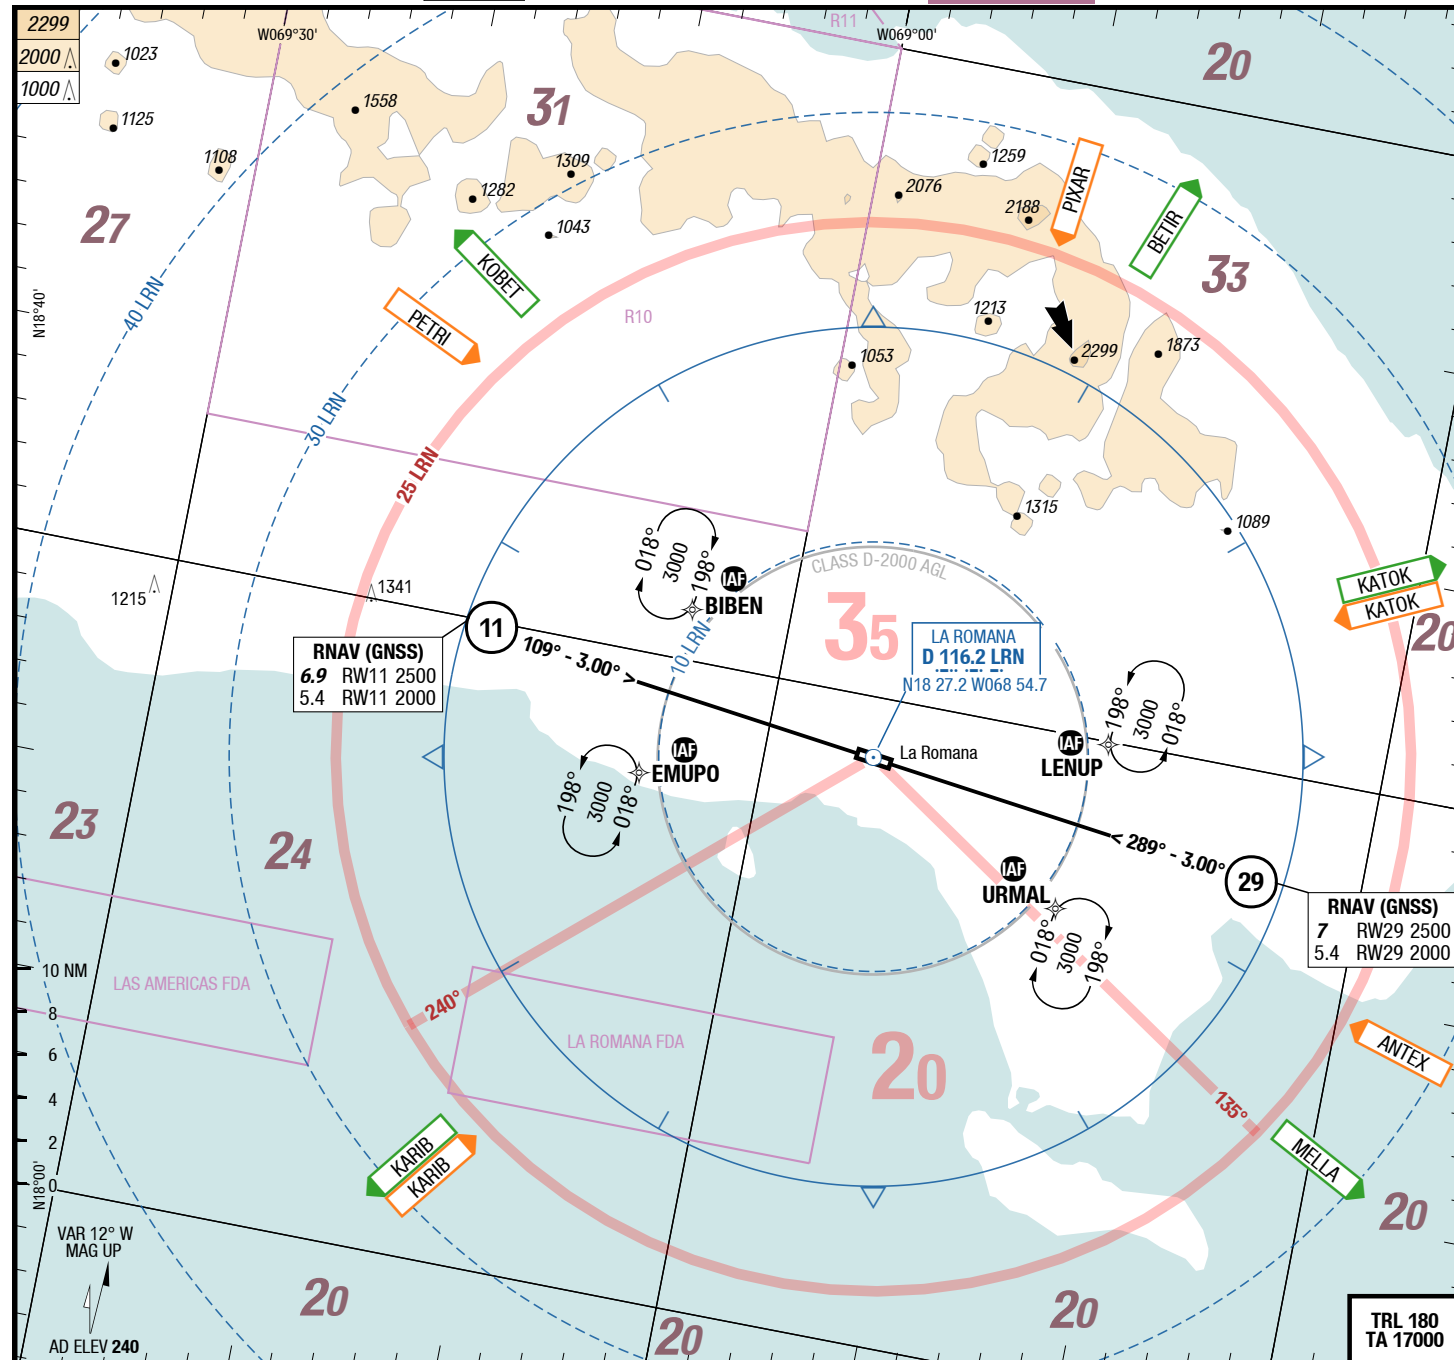 2299
2000
1000
1023
1125
1108
W069°30'
1558
31
1309
1282
1043
R11
W069°00'
20
1259
2076
2188
PIXAR
BETIR
33
27
40 LRN
N18°40'
KOBET
PETRI
R10
1213
2299
1873
1053
30 LRN
25 LRN
1315
1089
018°
3000
198°
IAF
BIBEN
CLASS D-2000 AGL
10 LRN
35
KATOK
KATOK
20
1215
1341
11
109° - 3.00° >
RNAV (GNSS)
6.9 RW11 2500
5.4 RW11 2000
LA ROMANA
D 116.2 LRN
N18 27.2 W068 54.7
198°
3000
018°
IAF
LENUP
La Romana
IAF
EMUPO
198°
3000
018°
23
24
< 289° - 3.00°
29
RNAV (GNSS)
7 RW29 2500
5.4 RW29 2000
IAF
URMAL
018°
3000
198°
10 NM
8
6
4
2
0
LAS AMERICAS FDA
240°
LA ROMANA FDA
20
ANTEX
135°
MELLA
KARIB
KARIB
N18°00'
VAR 12° W
MAG UP
AD ELEV 240
20
20
20
20
TRL 180
TA 17000